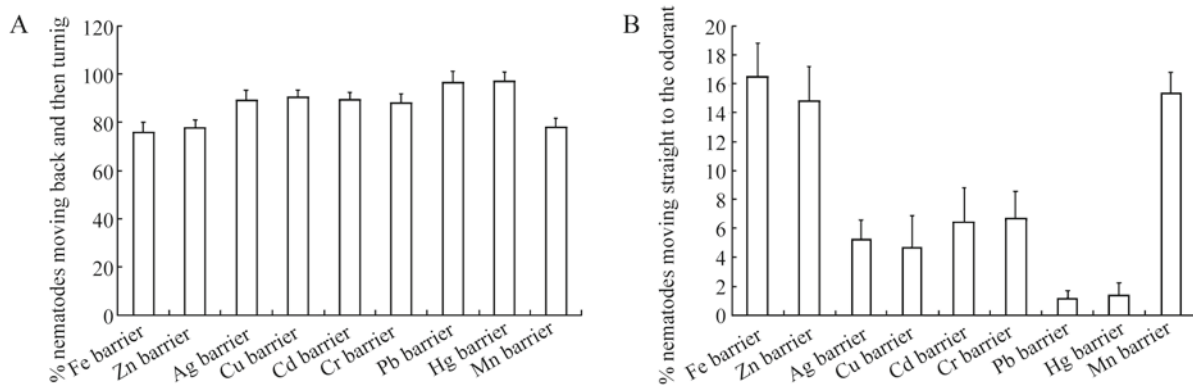 A
% nematodes moving back and then turnig
120
100
80
60
40
20
0
Fe barrier
Zn barrier
Ag barrier
Cu barrier
Cd barrier
Cr barrier
Pb barrier
Hg barrier
Mn barrier
B
% nematodes moving straight to the odorant
20
18
16
14
12
10
8
6
4
2
0
Fe barrier
Zn barrier
Ag barrier
Cu barrier
Cd barrier
Cr barrier
Pb barrier
Hg barrier
Mn barrier